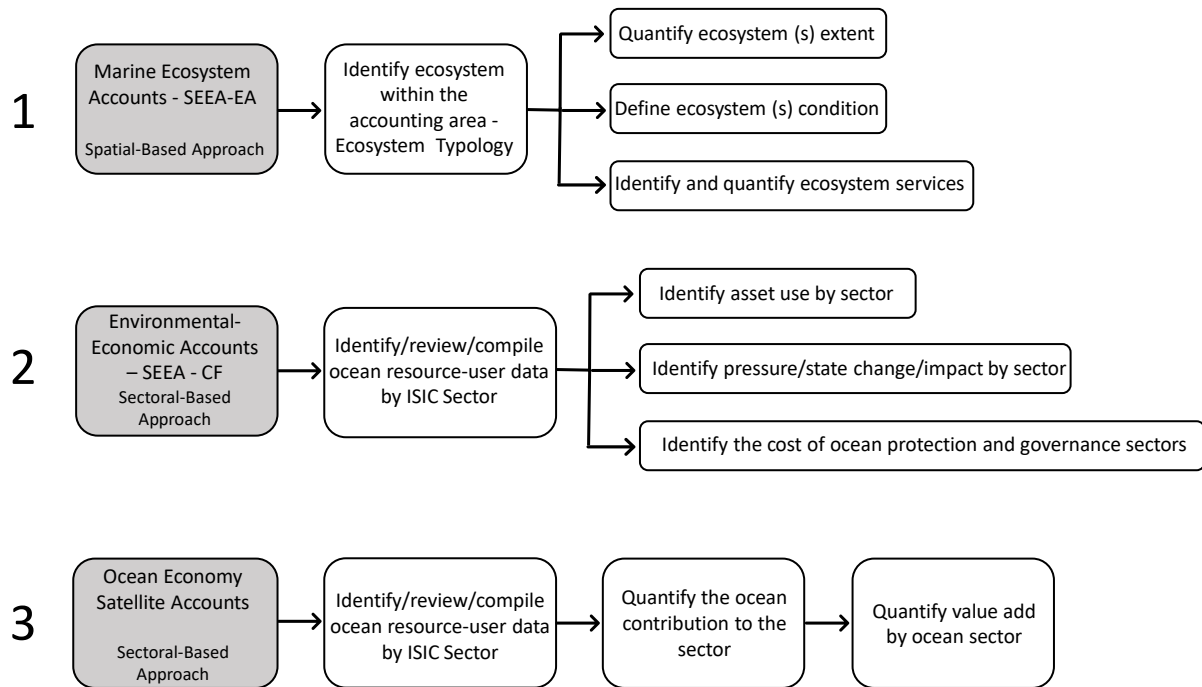 1
Marine Ecosystem
Accounts - SEEA-EA
Spatial-Based Approach
Identify ecosystem
within the
accounting area -
Ecosystem Typology
Quantify ecosystem (s) extent
Define ecosystem (s) condition
Identify and quantify ecosystem services
2
Environmental-
Economic Accounts
– SEEA - CF
Sectoral-Based
Approach
Identify/review/compile
ocean resource-user data
by ISIC Sector
Identify asset use by sector
Identify pressure/state change/impact by sector
Identify the cost of ocean protection and governance sectors
3
Ocean Economy
Satellite Accounts
Sectoral-Based
Approach
Identify/review/compile
ocean resource-user data
by ISIC Sector
Quantify the ocean
contribution to the
sector
Quantify value add
by ocean sector